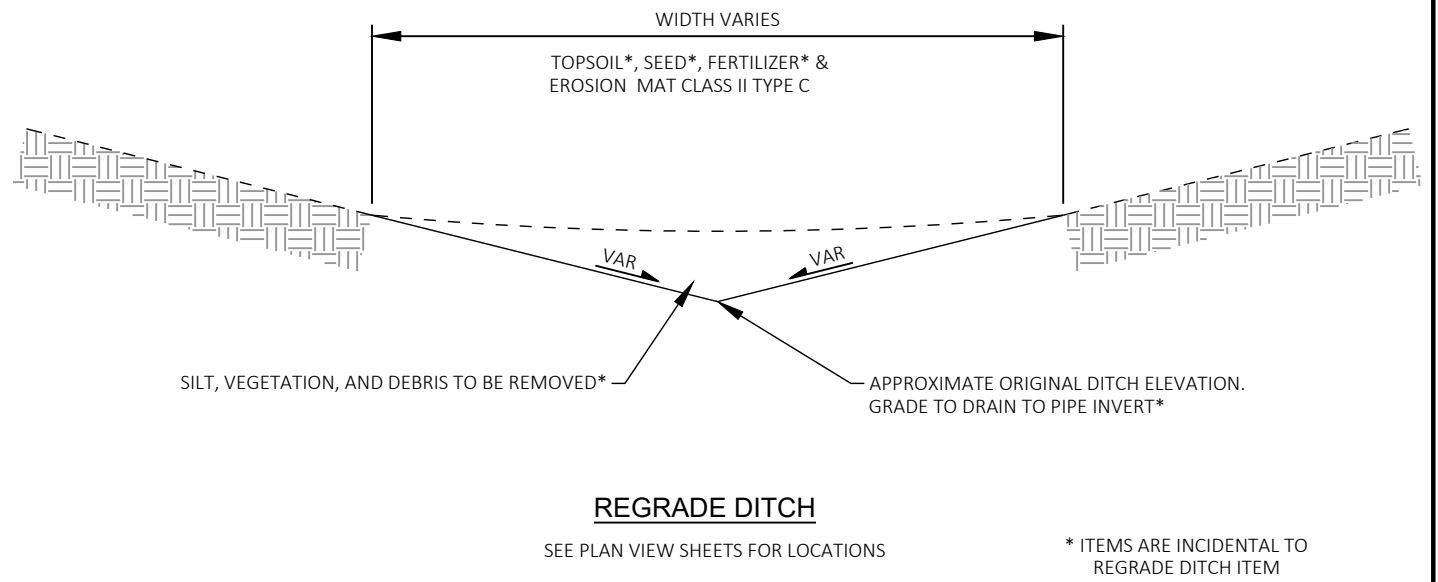 WIDTH VARIES
TOPSOIL*, SEED*, FERTILIZER* &
EROSION MAT CLASS II TYPE C
VAR
VAR
SILT, VEGETATION, AND DEBRIS TO BE REMOVED*
APPROXIMATE ORIGINAL DITCH ELEVATION.
GRADE TO DRAIN TO PIPE INVERT*
REGRADE DITCH
SEE PLAN VIEW SHEETS FOR LOCATIONS
* ITEMS ARE INCIDENTAL TO
REGRADE DITCH ITEM